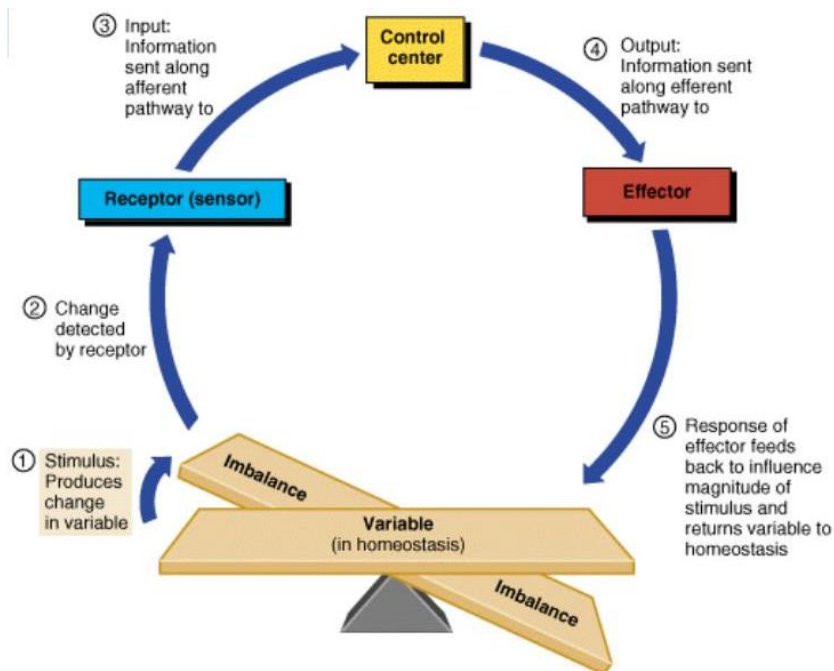 ③ Input:
Information
sent along
afferent
pathway to
Control
center
④ Output:
Information sent
along efferent
pathway to
Receptor (sensor)
Effector
② Change
detected
by receptor
① Stimulus:
Produces
change
in variable
Imbalance
Variable
(in homeostasis)
Imbalance
⑤ Response of
effector feeds
back to influence
magnitude of
stimulus and
returns variable to
homeostasis